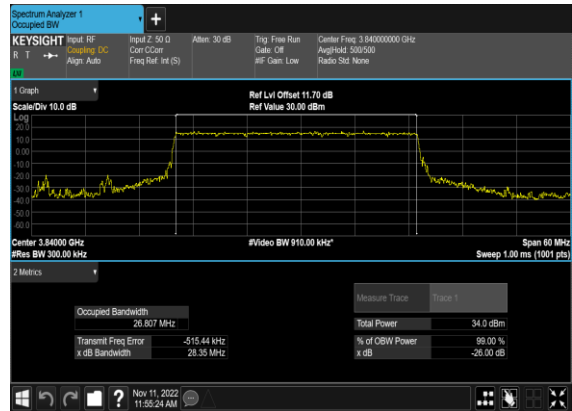 Spectrum Analyzer 1
Occupied BW
+
KEYSIGHT
R T
LXI
Input: RF
Coupling: DC
Align: Auto
Input Z: 50 Ω
Corr CCorr
Freq Ref: Int (S)
Atten: 30 dB
Trig: Free Run
Gate: Off
#IF Gain: Low
Center Freq: 3.840000000 GHz
Avg|Hold: 500/500
Radio Std: None
1 Graph
Scale/Div 10.0 dB
Ref Lvl Offset 11.70 dB
Ref Value 30.00 dBm
Log
20.0
10.0
0.00
-10.0
-20.0
-30.0
-40.0
-50.0
-60.0
Center 3.84000 GHz
#Res BW 300.00 kHz
#Video BW 910.00 kHz*
Span 60 MHz
Sweep 1.00 ms (1001 pts)
2 Metrics
Measure Trace Trace 1
Occupied Bandwidth
26.807 MHz
Total Power 34.0 dBm
Transmit Freq Error -515.44 kHz
% of OBW Power 99.00 %
x dB Bandwidth 28.35 MHz
x dB -26.00 dB
?
Nov 11, 2022
11:55:24 AM